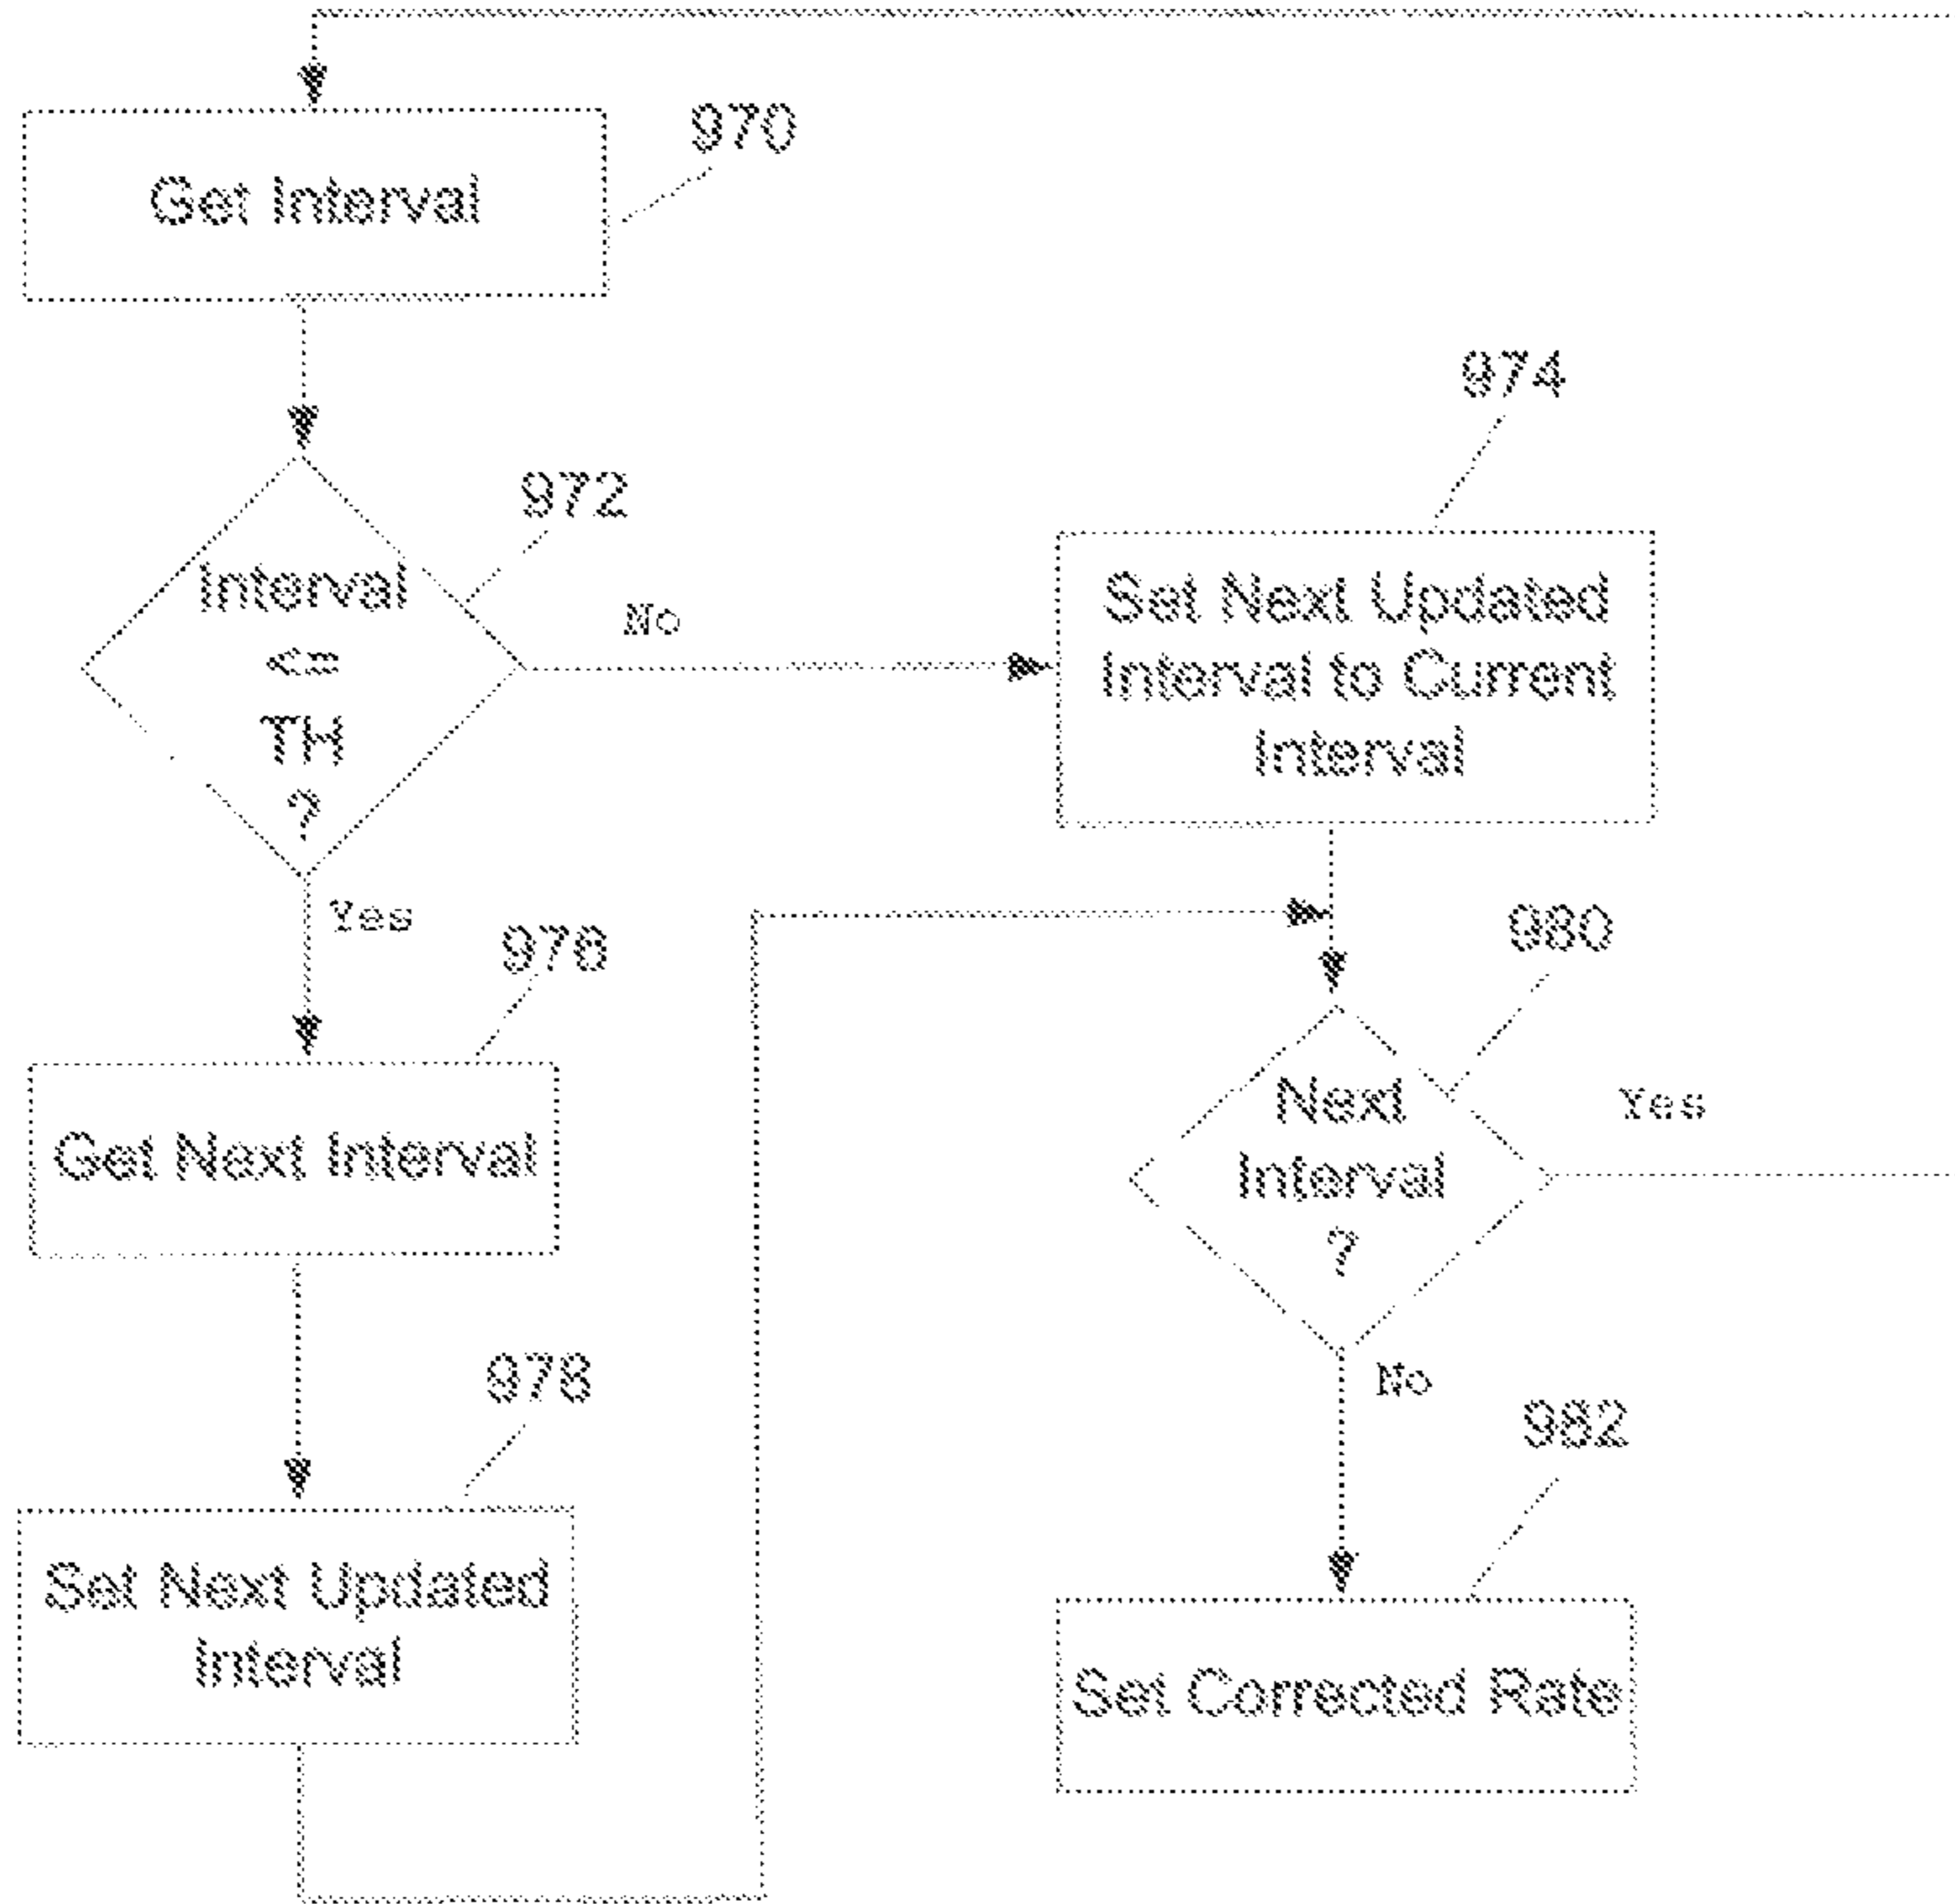 970
Get Interval
974
972
Interval
<=
TH
?
No
Set Next Updated
Interval to Current
Interval
Yes
976
980
Next
Interval
?
Yes
Get Next Interval
978
No
982
Set Next Updated
Interval
Set Corrected Rate